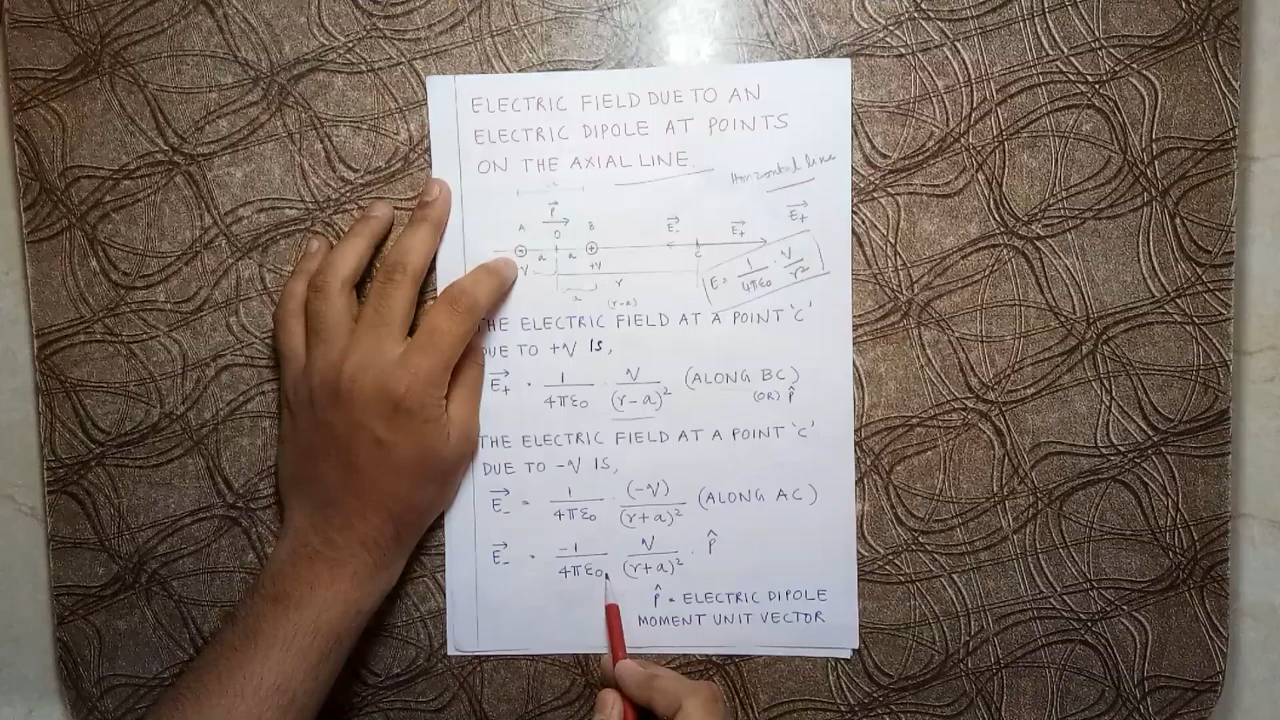 ELECTRIC FIELD DUE TO AN
ELECTRIC DIPOLE AT POINTS
ON THE AXIAL LINE.
Horizontal line
A P⃗ O B E⃗₋ E⃗₊ E⃗₊
⊖ a a ⊕ C
+V r
a (r-a)
E = 1/4πε₀ · V/r²
THE ELECTRIC FIELD AT A POINT 'C'
DUE TO +V IS,
E⃗₊ = 1/4πε₀ · V/(r-a)² (ALONG BC)
(OR) p̂
THE ELECTRIC FIELD AT A POINT 'C'
DUE TO -V IS,
E⃗₋ = 1/4πε₀ · (-V)/(r+a)² (ALONG AC)
E⃗₋ = -1/4πε₀ V/(r+a)² · p̂
p̂ = ELECTRIC DIPOLE
MOMENT UNIT VECTOR